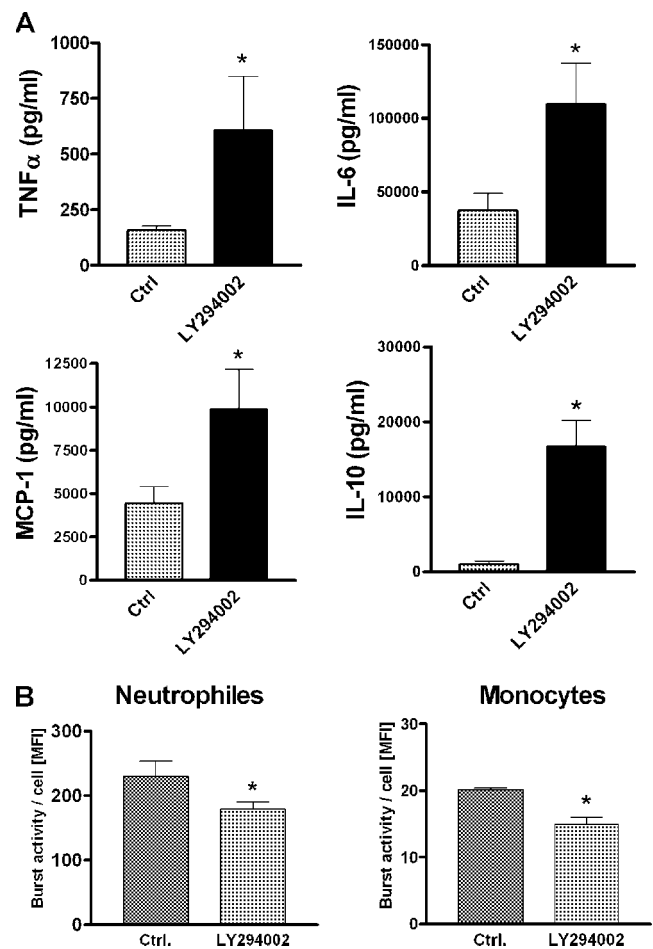 A
TNFα (pg/ml)
1000
750
500
250
0
*
Ctrl
LY294002
IL-6 (pg/ml)
150000
100000
50000
0
*
Ctrl
LY294002
MCP-1 (pg/ml)
12500
10000
7500
5000
2500
0
*
Ctrl
LY294002
IL-10 (pg/ml)
30000
20000
10000
0
*
Ctrl
LY294002
B
Neutrophiles
Burst activity / cell [MFI]
300
200
100
0
*
Ctrl.
LY294002
Monocytes
Burst activity / cell [MFI]
30
20
10
0
*
Ctrl.
LY294002